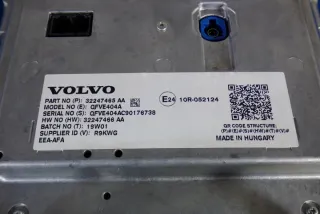 VOLVO
PART NO (P): 32247465 AA
MODEL NO (E): QFVE404A
SERIAL NO (S): QFVE404AC90176738
HW NO (HW): 32247466 AA
BATCH NO (T): 19W01
SUPPLIER ID (V): R9KWG
EEA-AFA
E24 10R-052124
QR CODE STRUCTURE:
(P)#(E)#(S)#(HW)#(T)#(V)#
MADE IN HUNGARY